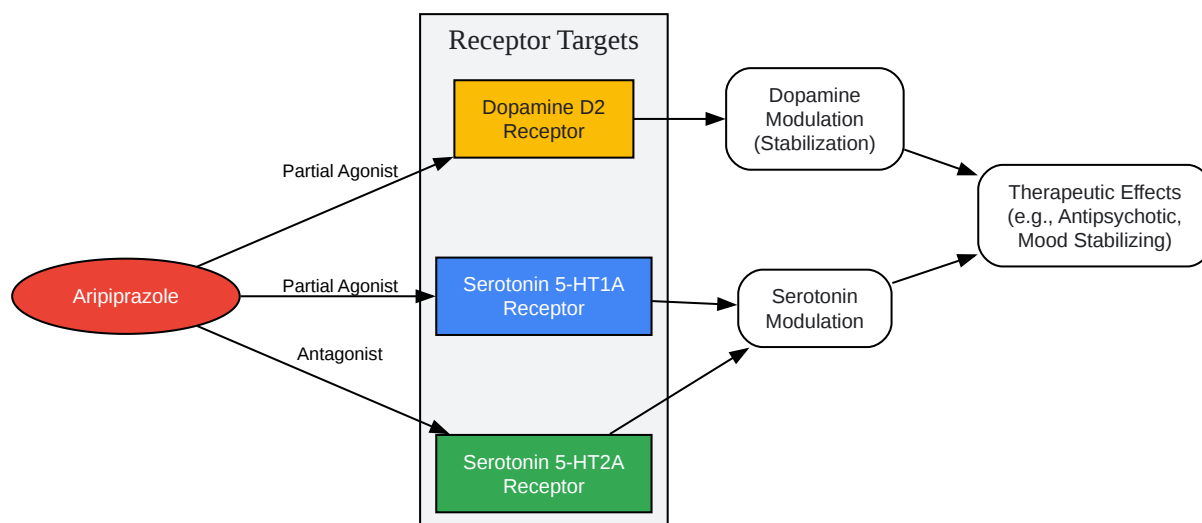 Receptor Targets
Dopamine D2
Receptor
Dopamine
Modulation
(Stabilization)
Partial Agonist
Therapeutic Effects
(e.g., Antipsychotic,
Mood Stabilizing)
Aripiprazole
Partial Agonist
Serotonin 5-HT1A
Receptor
Serotonin
Modulation
Antagonist
Serotonin 5-HT2A
Receptor